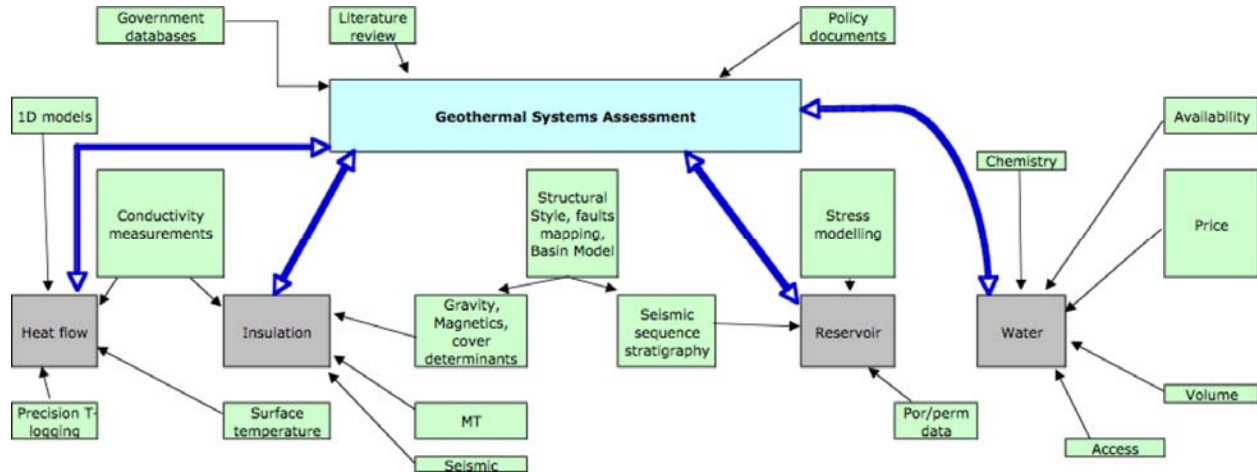 Government
databases
Literature
review
Policy
documents
Geothermal Systems Assessment
1D models
Availability
Chemistry
Conductivity
measurements
Structural
Style, faults
mapping,
Basin Model
Stress
modelling
Price
Heat flow
Insulation
Gravity,
Magnetics,
cover
determinants
Seismic
sequence
stratigraphy
Reservoir
Water
Precision T-
logging
Surface
temperature
MT
Seismic
Por/perm
data
Volume
Access